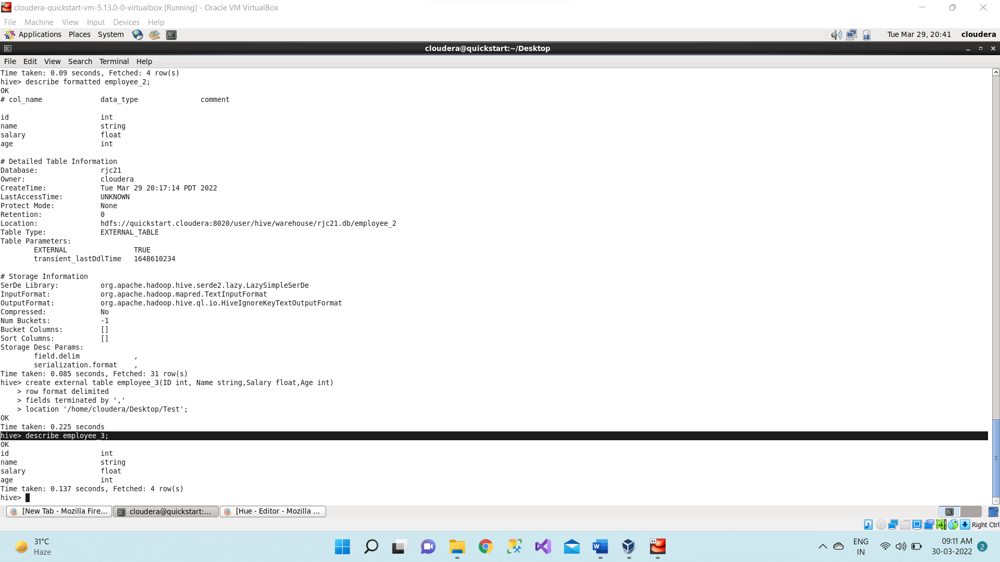 cloudera-quickstart-vm-5.13.0-0-virtualbox [Running] - Oracle VM VirtualBox
File Machine View Input Devices Help
Applications Places System Tue Mar 29, 20:41 cloudera
cloudera@quickstart:~/Desktop
File Edit View Search Terminal Help
Time taken: 0.09 seconds, Fetched: 4 row(s)
hive> describe formatted employee_2;
OK
# col_name data_type comment
id int
name string
salary float
age int
# Detailed Table Information
Database: rjc21
Owner: cloudera
CreateTime: Tue Mar 29 20:17:14 PDT 2022
LastAccessTime: UNKNOWN
Protect Mode: None
Retention: 0
Location: hdfs://quickstart.cloudera:8020/user/hive/warehouse/rjc21.db/employee_2
Table Type: EXTERNAL_TABLE
Table Parameters:
EXTERNAL TRUE
transient_lastDdlTime 1648610234
# Storage Information
SerDe Library: org.apache.hadoop.hive.serde2.lazy.LazySimpleSerDe
InputFormat: org.apache.hadoop.mapred.TextInputFormat
OutputFormat: org.apache.hadoop.hive.ql.io.HiveIgnoreKeyTextOutputFormat
Compressed: No
Num Buckets: -1
Bucket Columns: []
Sort Columns: []
Storage Desc Params:
field.delim ,
serialization.format ,
Time taken: 0.085 seconds, Fetched: 31 row(s)
hive> create external table employee_3(ID int, Name string,Salary float,Age int)
> row format delimited
> fields terminated by ','
> location '/home/cloudera/Desktop/Test';
OK
Time taken: 0.225 seconds
hive> describe employee_3;
OK
id int
name string
salary float
age int
Time taken: 0.137 seconds, Fetched: 4 row(s)
hive>
[New Tab - Mozilla Fire... cloudera@quickstart:... [Hue - Editor - Mozilla ...
Right Ctrl
31°C
Haze
ENG
IN
09:11 AM
30-03-2022
2